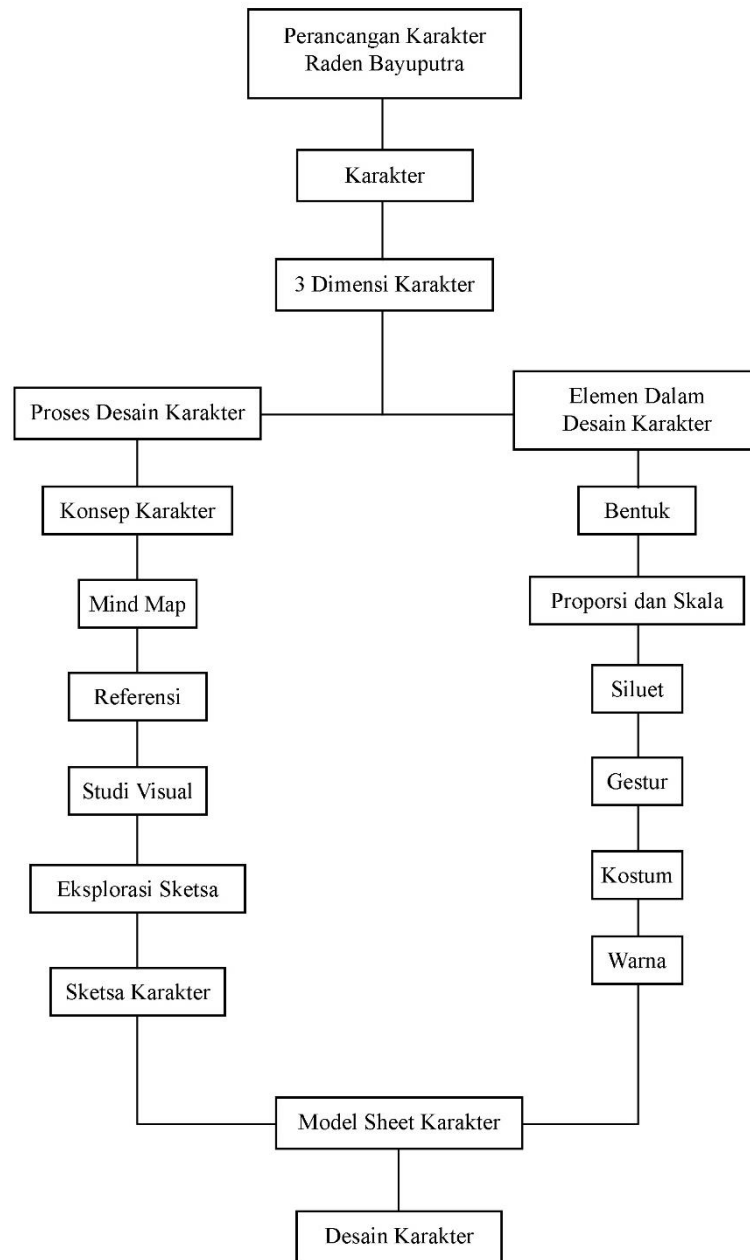 Perancangan Karakter
Raden Bayuputra
Karakter
3 Dimensi Karakter
Proses Desain Karakter
Konsep Karakter
Mind Map
Referensi
Studi Visual
Eksplorasi Sketsa
Sketsa Karakter
Elemen Dalam
Desain Karakter
Bentuk
Proporsi dan Skala
Siluet
Gestur
Kostum
Warna
Model Sheet Karakter
Desain Karakter